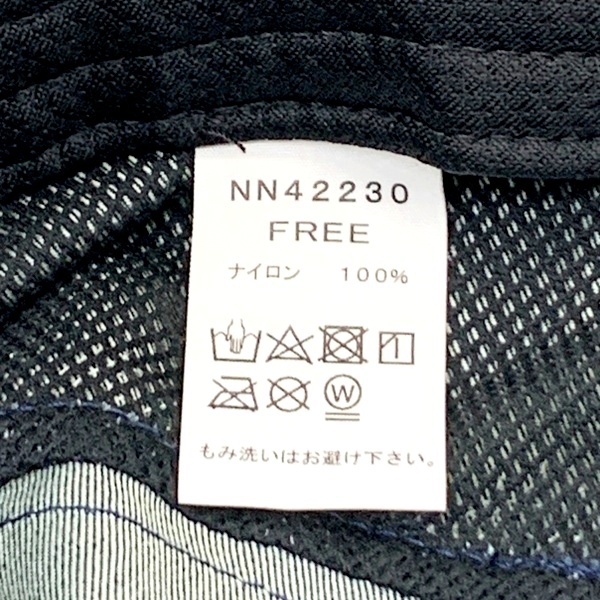 NN42230
FREE
ナイロン 100%
W
もみ洗いはお避け下さい。